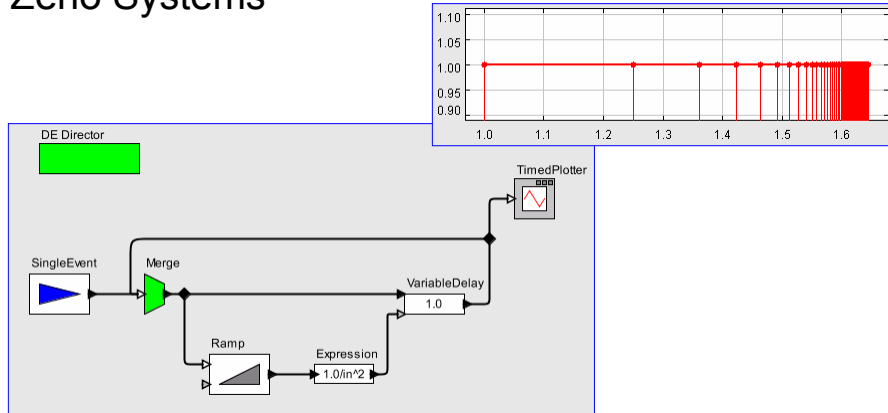 Zeno Systems
1.10
1.05
1.00
0.95
0.90
1.0 1.1 1.2 1.3 1.4 1.5 1.6
DE Director
TimedPlotter
SingleEvent
Merge
VariableDelay
1.0
Ramp
Expression
1.0/in^2